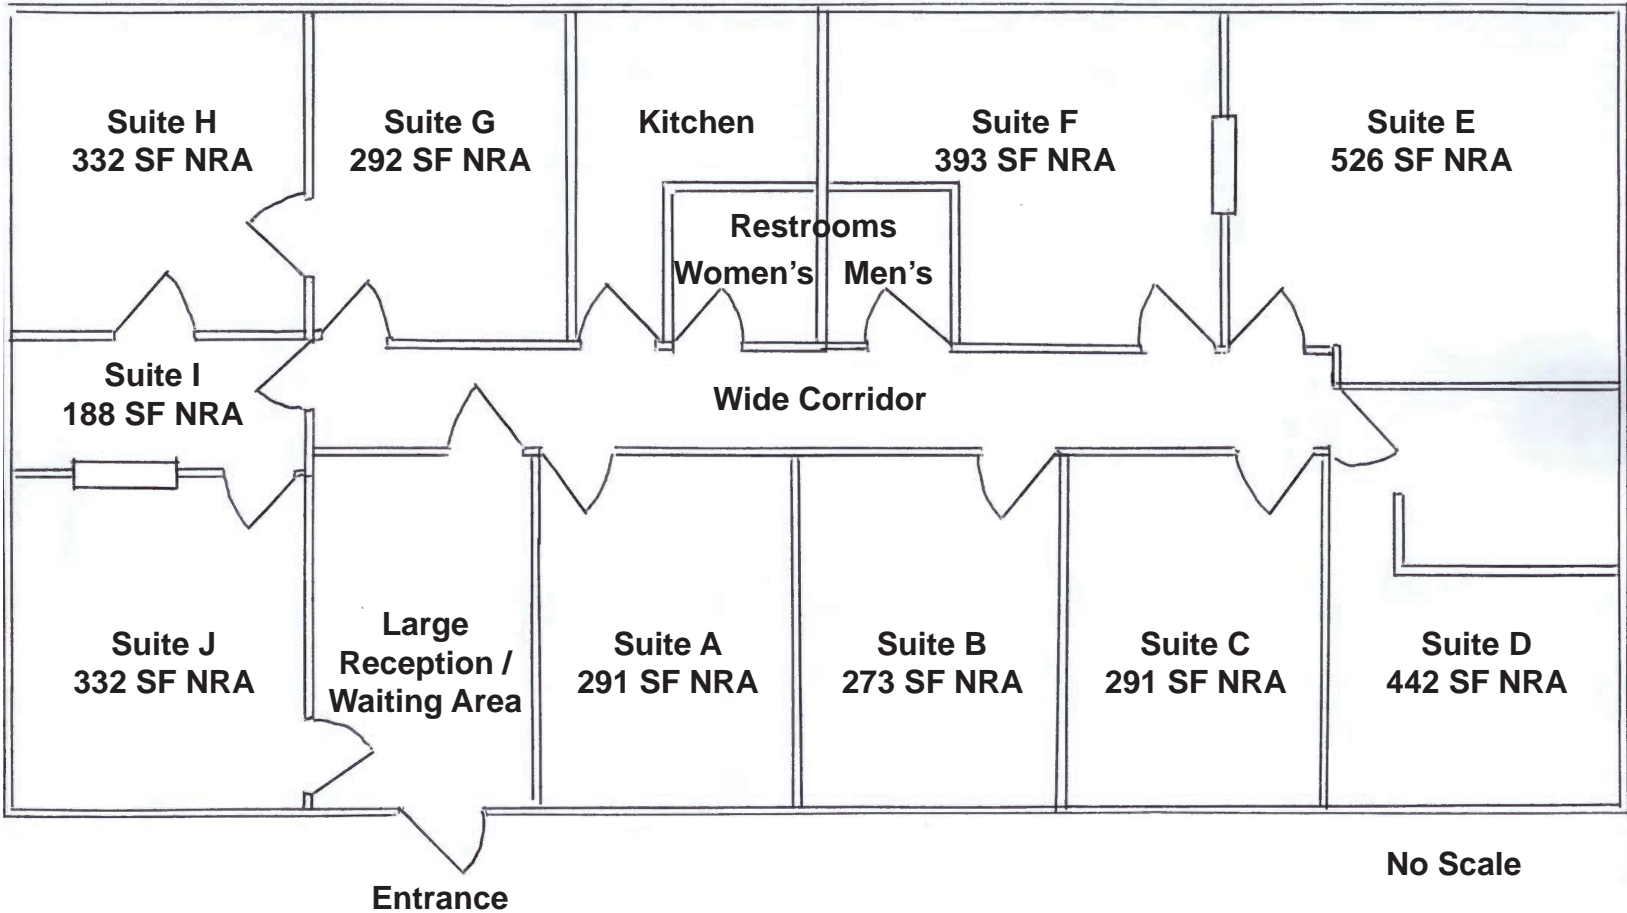 Suite H
332 SF NRA
Suite G
292 SF NRA
Kitchen
Suite F
393 SF NRA
Suite E
526 SF NRA
Restrooms
Women's
Men's
Suite I
188 SF NRA
Wide Corridor
Suite J
332 SF NRA
Large
Reception /
Waiting Area
Suite A
291 SF NRA
Suite B
273 SF NRA
Suite C
291 SF NRA
Suite D
442 SF NRA
No Scale
Entrance